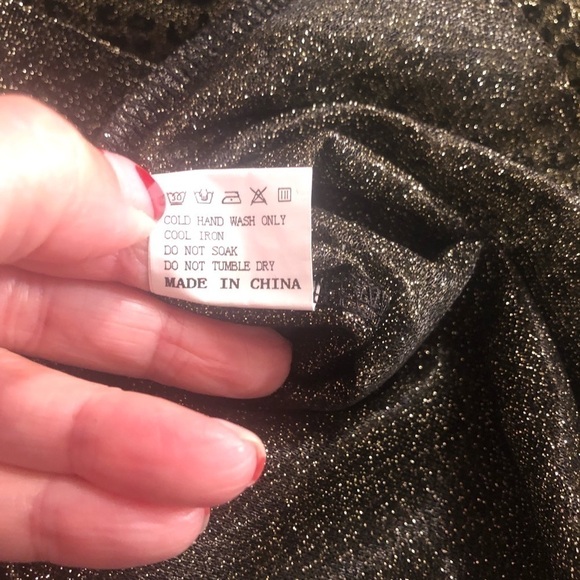 COLD HAND WASH ONLY
COOL IRON
DO NOT SOAK
DO NOT TUMBLE DRY
MADE IN CHINA